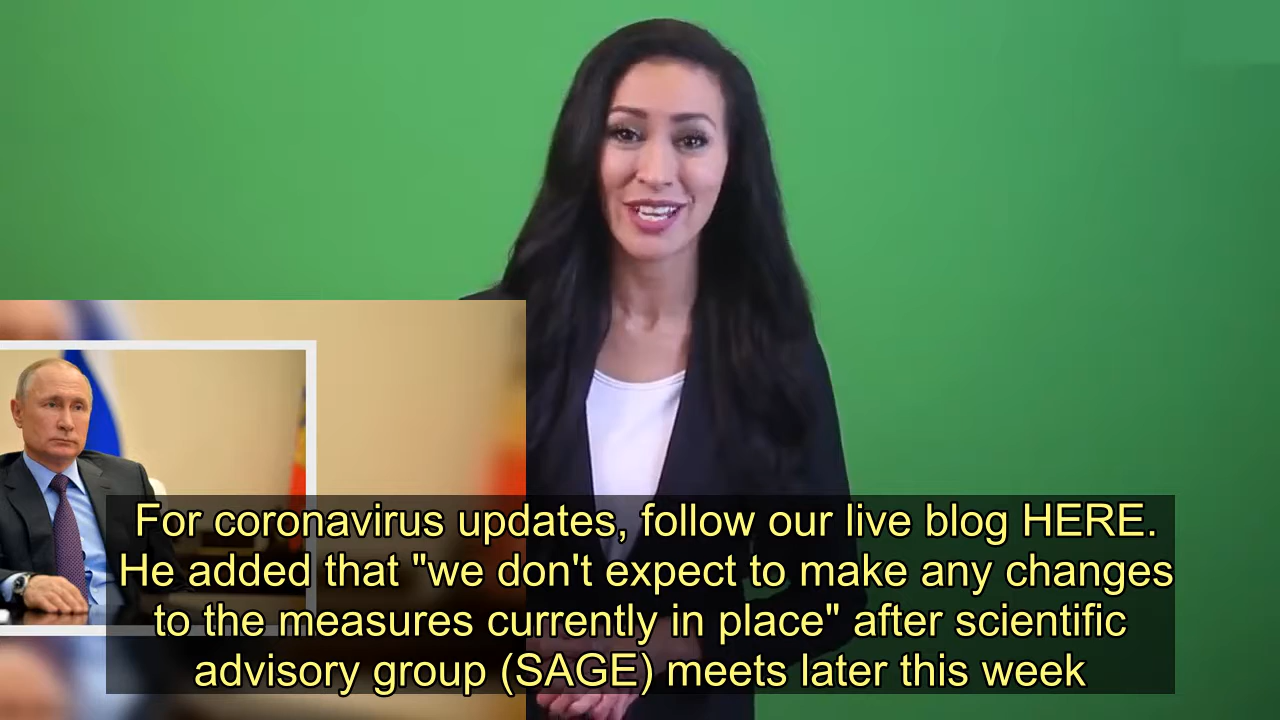 For coronavirus updates, follow our live blog HERE.
He added that "we don't expect to make any changes
to the measures currently in place" after scientific
advisory group (SAGE) meets later this week